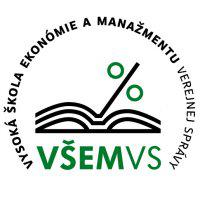 VYSOKÁ ŠKOLA EKONÓMIE A MANAŽMENTU VEREJNEJ SPRÁVY
%
VŠEMVS